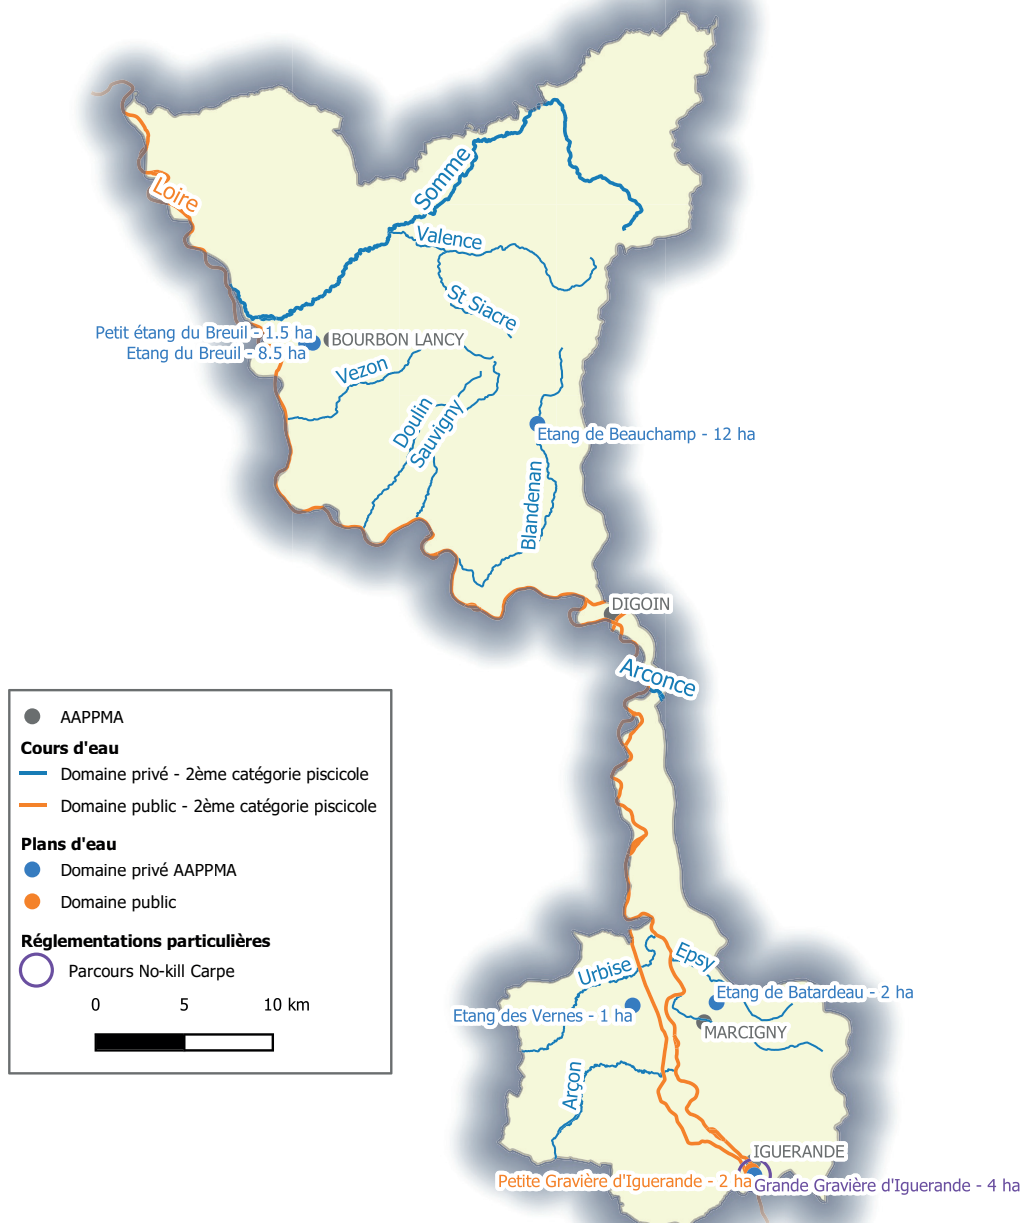 Somme
Loire
Valence
St Siacre
Petit étang du Breuil - 1.5 ha
BOURBON LANCY
Etang du Breuil - 8.5 ha
Vezon
Doulin
Sauvigny
Etang de Beauchamp - 12 ha
Blandenan
DIGOIN
Arconce
AAPPMA
Cours d'eau
Domaine privé - 2ème catégorie piscicole
Domaine public - 2ème catégorie piscicole
Plans d'eau
Domaine privé AAPPMA
Domaine public
Réglementations particulières
Parcours No-kill Carpe
0 5 10 km
Urbise
Epsy
Etang de Batardeau - 2 ha
Etang des Vernes - 1 ha
MARCIGNY
Arçon
IGUERANDE
Petite Gravière d'Iguerande - 2 ha
Grande Gravière d'Iguerande - 4 ha